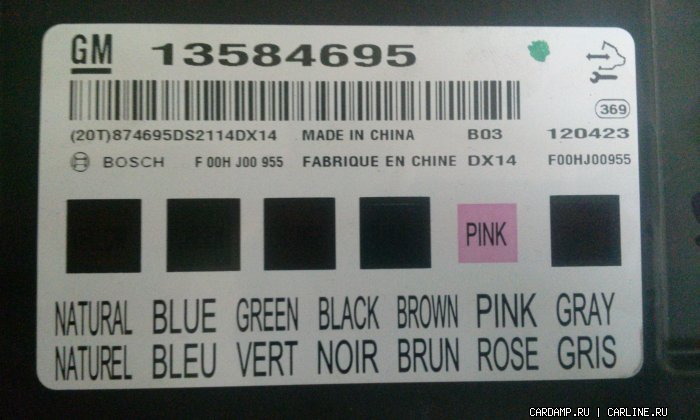 GM 13584695
369
(20T)874695DS2114DX14 MADE IN CHINA B03 120423
BOSCH F 00H J00 955 FABRIQUE EN CHINE DX14 F00HJ00955
PINK
NATURAL BLUE GREEN BLACK BROWN PINK GRAY
NATUREL BLEU VERT NOIR BRUN ROSE GRIS
CARDAMP.RU | CARLINE.RU